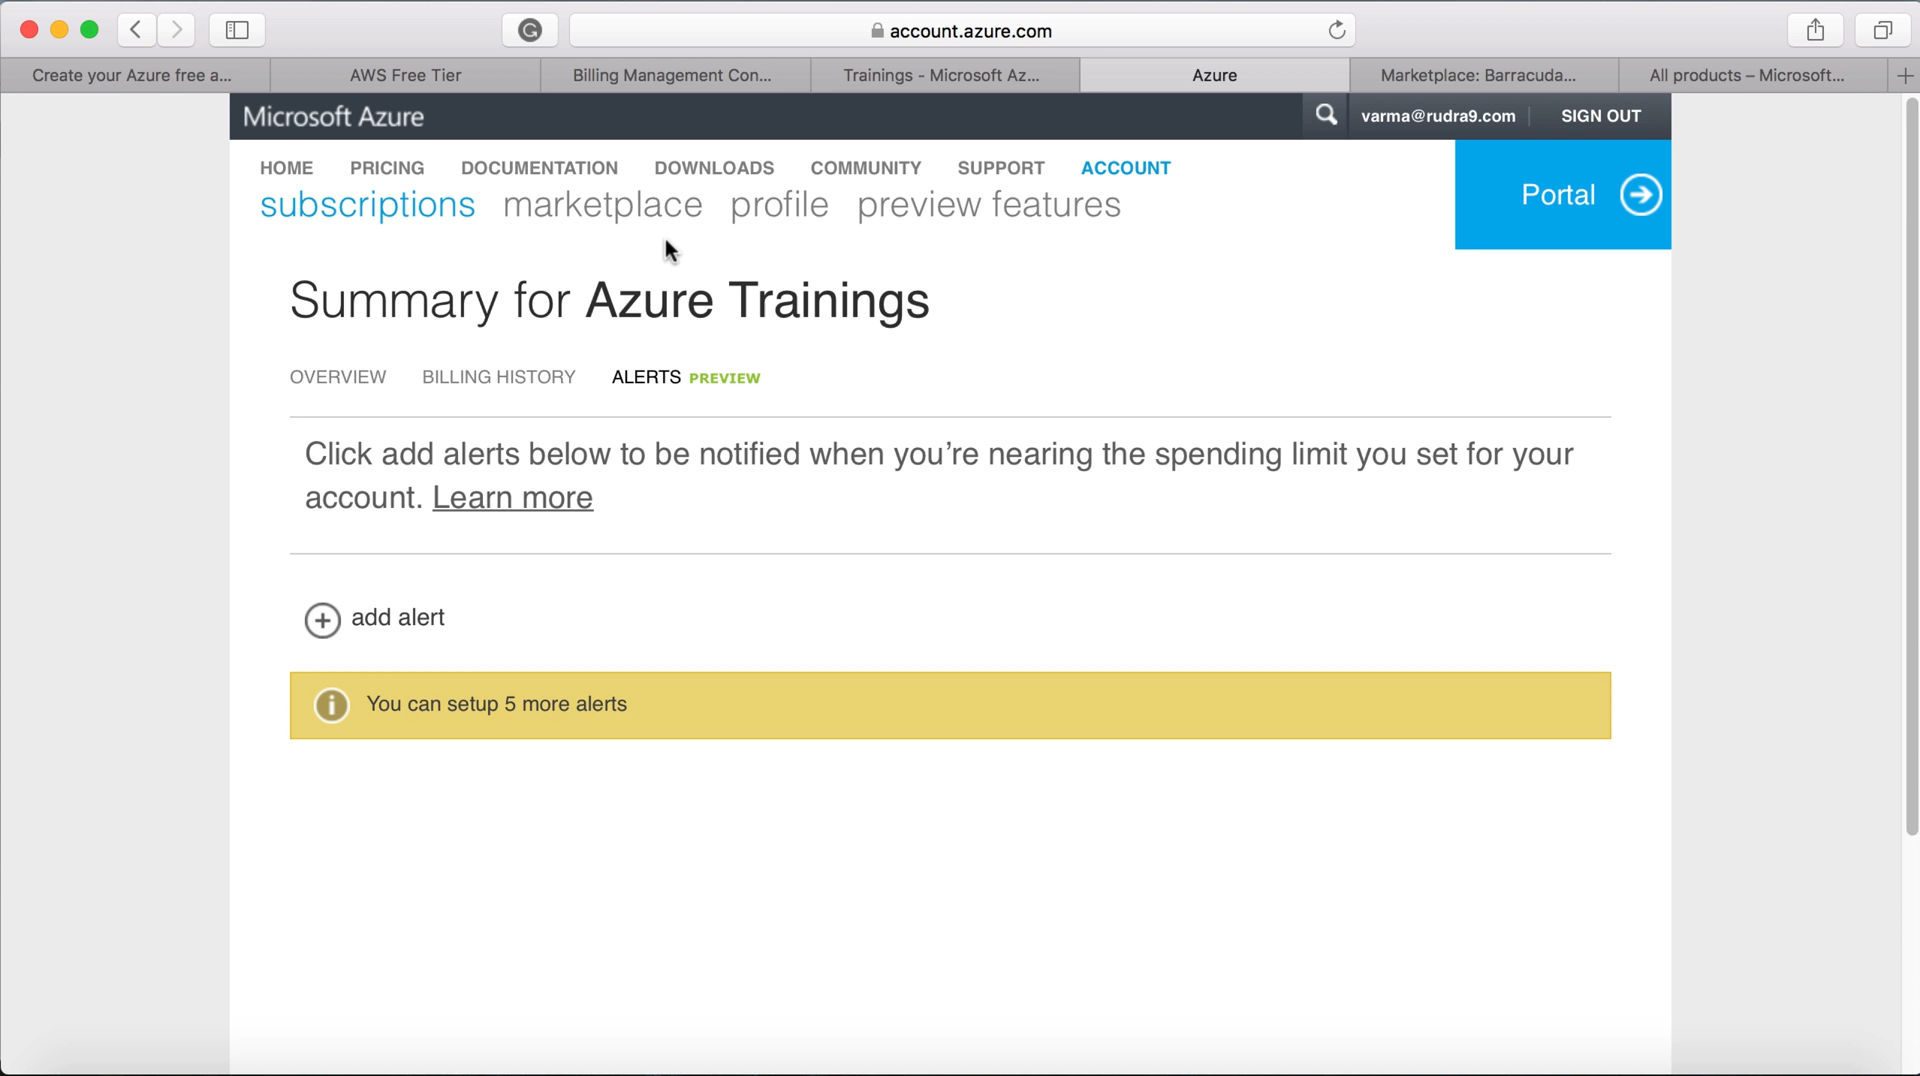 account.azure.com
Create your Azure free a...
AWS Free Tier
Billing Management Con...
Trainings - Microsoft Az...
Azure
Marketplace: Barracuda...
All products – Microsoft...
Microsoft Azure
varma@rudra9.com
SIGN OUT
HOME PRICING DOCUMENTATION DOWNLOADS COMMUNITY SUPPORT ACCOUNT
subscriptions marketplace profile preview features
Portal
Summary for Azure Trainings
OVERVIEW BILLING HISTORY ALERTS PREVIEW
Click add alerts below to be notified when you’re nearing the spending limit you set for your
account. Learn more
add alert
You can setup 5 more alerts